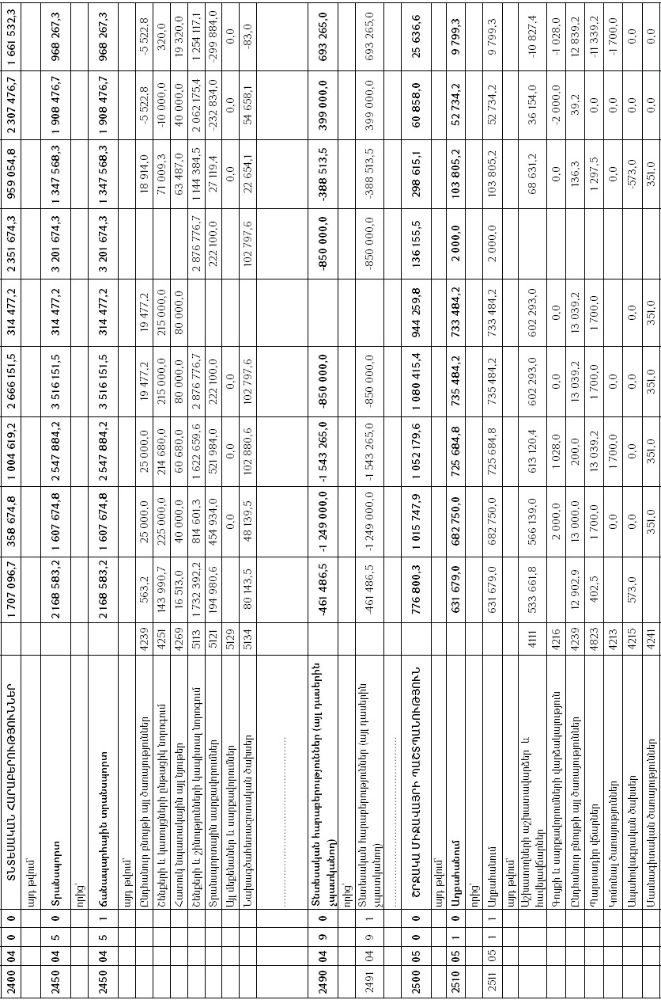 2400 04 0 0 ՏՆՏԵՍԱԿԱՆ ՀԱՐԱԲԵՐՈՒԹՅՈՒՆՆԵՐ 1 707 096,7 358 674,8 1 004 619,2 2 666 151,5 314 477,2 2 351 674,3 959 054,8 2 307 476,7 1 661 532,3
այդ թվում`
2450 04 5 0 Տրանսպորտ 2 168 583,2 1 607 674,8 2 547 884,2 3 516 151,5 314 477,2 3 201 674,3 1 347 568,3 1 908 476,7 968 267,3
որից`
2450 04 5 1 ճանապարհային տրանսպորտ 2 168 583,2 1 607 674,8 2 547 884,2 3 516 151,5 314 477,2 3 201 674,3 1 347 568,3 1 908 476,7 968 267,3
այդ թվում`
Ընդհանուր բնույթի այլ ծառայություններ 4239 563,2 25 000,0 25 000,0 19 477,2 19 477,2 18 914,0 -5 522,8 -5 522,8
Շենքերի և կառույցների ընթացիկ նորոգում 4251 143 990,7 225 000,0 214 680,0 215 000,0 215 000,0 71 009,3 -10 000,0 320,0
Հատուկ նպատակային այլ նյութեր 4269 16 513,0 40 000,0 60 680,0 80 000,0 80 000,0 63 487,0 40 000,0 19 320,0
Շենքերի և շինությունների կապիտալ նորոգում 5113 1 732 392,2 814 601,3 1 622 659,6 2 876 776,7 2 876 776,7 1 144 384,5 2 062 175,4 1 254 117,1
Տրանսպորտային սարքավորումներ 5121 194 980,6 454 934,0 521 984,0 222 100,0 222 100,0 27 119,4 -232 834,0 -299 884,0
Այլ մեքենաներ և սարքավորումներ 5129 0,0 0,0 0,0 0,0 0,0 0,0
Նախագծահետազոտական ծախսեր 5134 80 143,5 48 139,5 102 880,6 102 797,6 102 797,6 22 654,1 54 658,1 -83,0
................................................
2490 04 9 0 Տնտեսական հարաբերություններ (այլ դասերին
չպատկանող) -461 486,5 -1 249 000,0 -1 543 265,0 -850 000,0 -850 000,0 -388 513,5 399 000,0 693 265,0
որից`
2491 04 9 1 Տնտեսական հարաբերություններ (այլ դասերին
չպատկանող) -461 486,5 -1 249 000,0 -1 543 265,0 -850 000,0 -850 000,0 -388 513,5 399 000,0 693 265,0
................................................
2500 05 0 0 ՇՐՋԱԿԱ ՄԻՋԱՎԱՅՐԻ ՊԱՇՏՊԱՆՈՒԹՅՈՒՆ 776 800,3 1 015 747,9 1 052 179,6 1 080 415,4 944 259,8 136 155,5 298 615,1 60 858,0 25 636,6
այդ թվում`
2510 05 1 0 Աղբահանում 631 679,0 682 750,0 725 684,8 735 484,2 733 484,2 2 000,0 103 805,2 52 734,2 9 799,3
որից`
2511 05 1 1 Աղբահանում 631 679,0 682 750,0 725 684,8 735 484,2 733 484,2 2 000,0 103 805,2 52 734,2 9 799,3
այդ թվում`
Աշխատողների աշխատավարձեր և
հավելավճարներ 4111 533 661,8 566 139,0 613 120,4 602 293,0 602 293,0 68 631,2 36 154,0 -10 827,4
Գույքի և սարքավորումների վարձակալություն 4216 2 000,0 1 028,0 0,0 0,0 0,0 -2 000,0 -1 028,0
Ընդհանուր բնույթի այլ ծառայություններ 4239 12 902,9 13 000,0 200,0 13 039,2 13 039,2 136,3 39,2 12 839,2
Պարտադիր վճարներ 4823 402,5 1 700,0 13 039,2 1 700,0 1 700,0 1 297,5 0,0 -11 339,2
Կոմունալ ծառայություններ 4213 0,0 1 700,0 0,0 0,0 -1 700,0
Ապահովագրական ծախսեր 4215 573,0 0,0 0,0 0,0 0,0 -573,0 0,0 0,0
Մասնագիտական ծառայություններ 4241 351,0 351,0 351,0 351,0 351,0 0,0 0,0